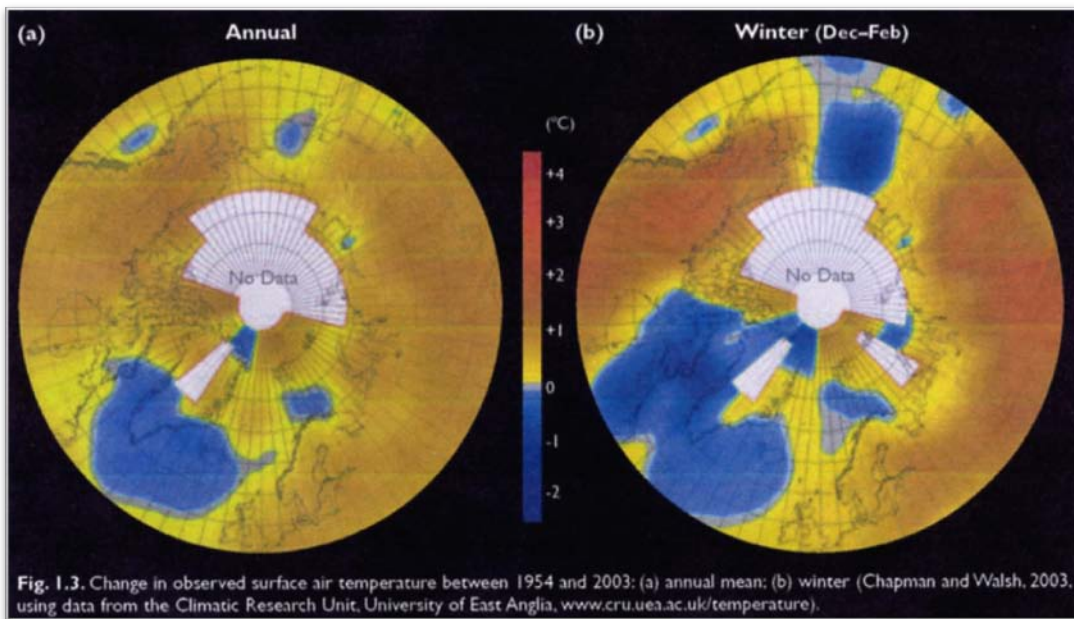 (a) Annual
(b) Winter (Dec–Feb)
(°C)
+4
+3
+2
+1
0
-1
-2
No Data
No Data
Fig. 1.3. Change in observed surface air temperature between 1954 and 2003: (a) annual mean; (b) winter (Chapman and Walsh, 2003,
using data from the Climatic Research Unit, University of East Anglia, www.cru.uea.ac.uk/temperature).